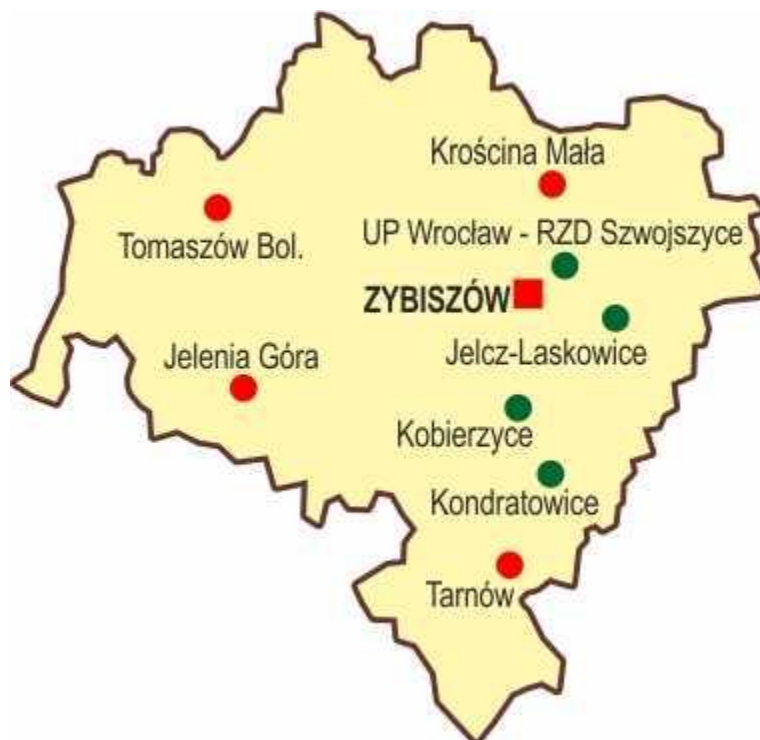 Krościna Mała
UP Wrocław - RZD Szwojszyce
Tomaszów Bol.
ZYBISZÓW
Jelcz-Laskowice
Jelenia Góra
Kobierzyce
Kondratowice
Tarnów